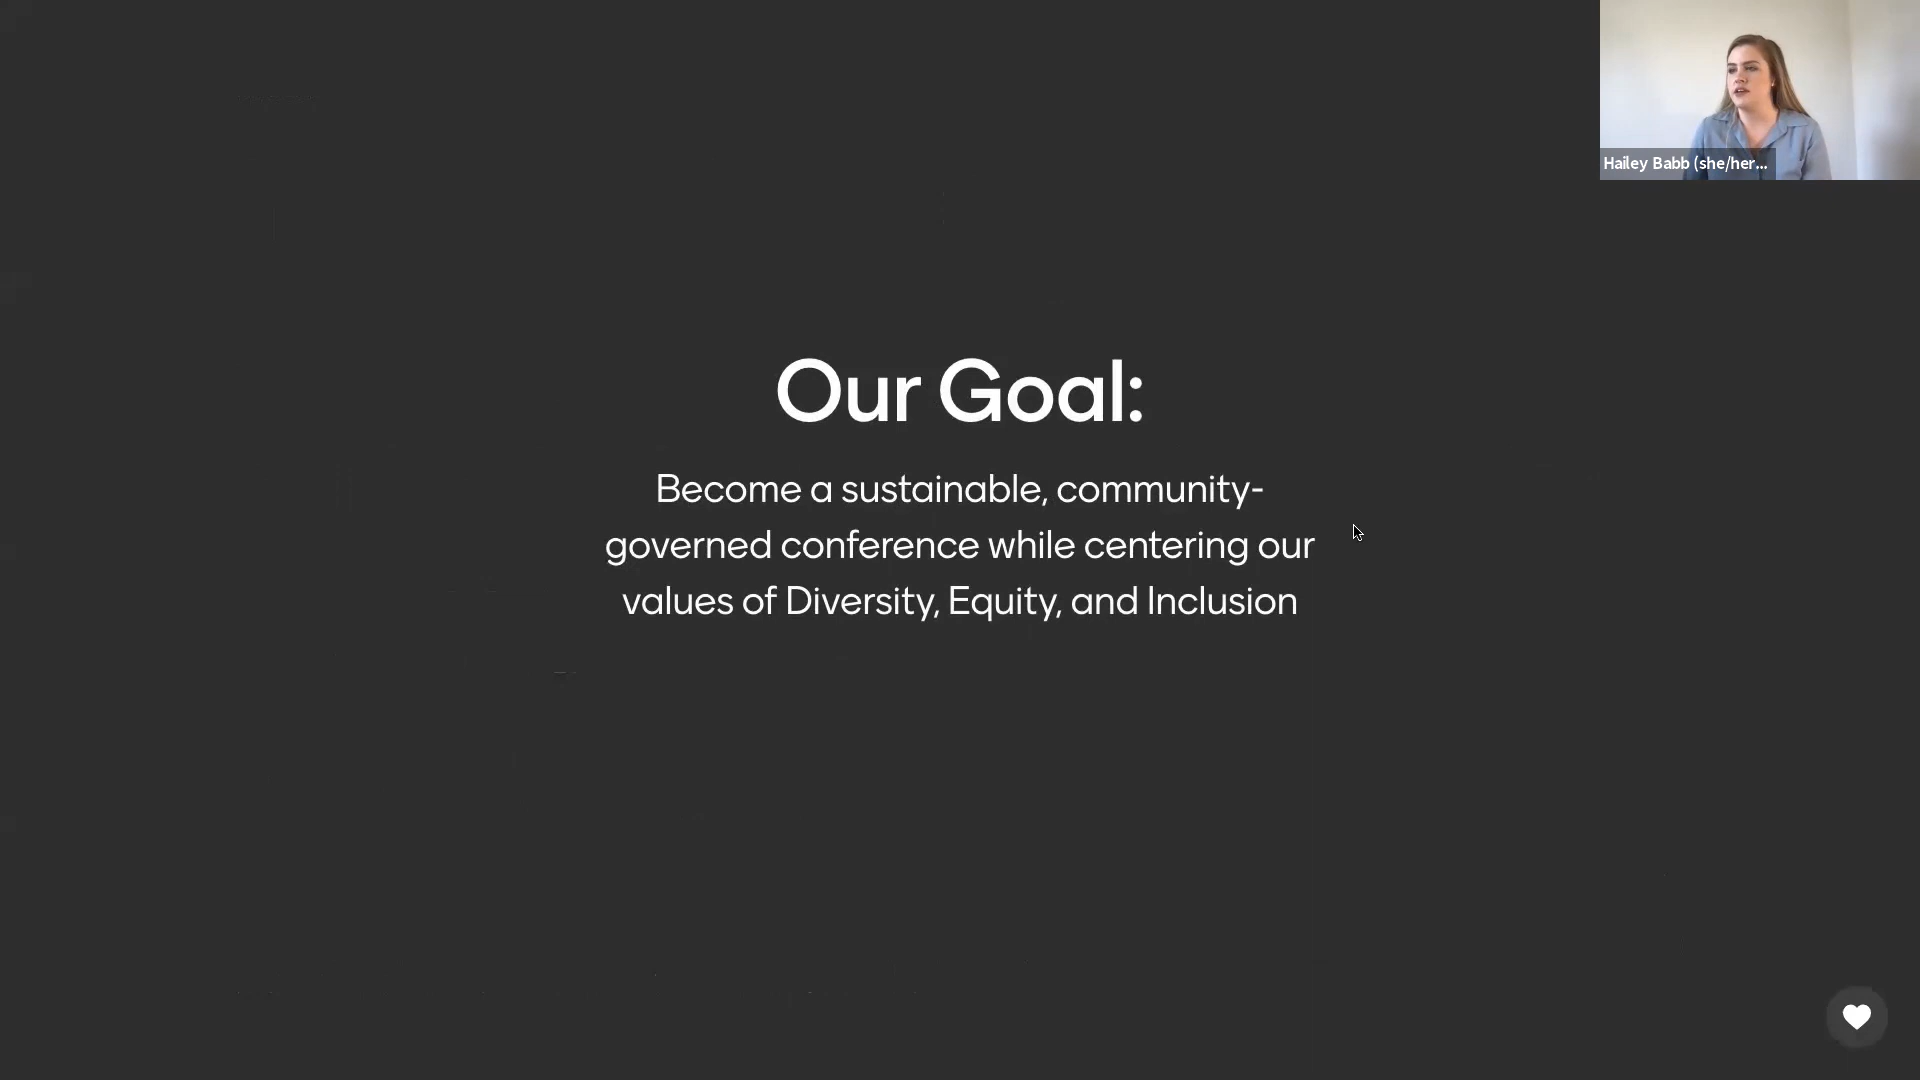 Hailey Babb (she/her...
Our Goal:
Become a sustainable, community-
governed conference while centering our
values of Diversity, Equity, and Inclusion